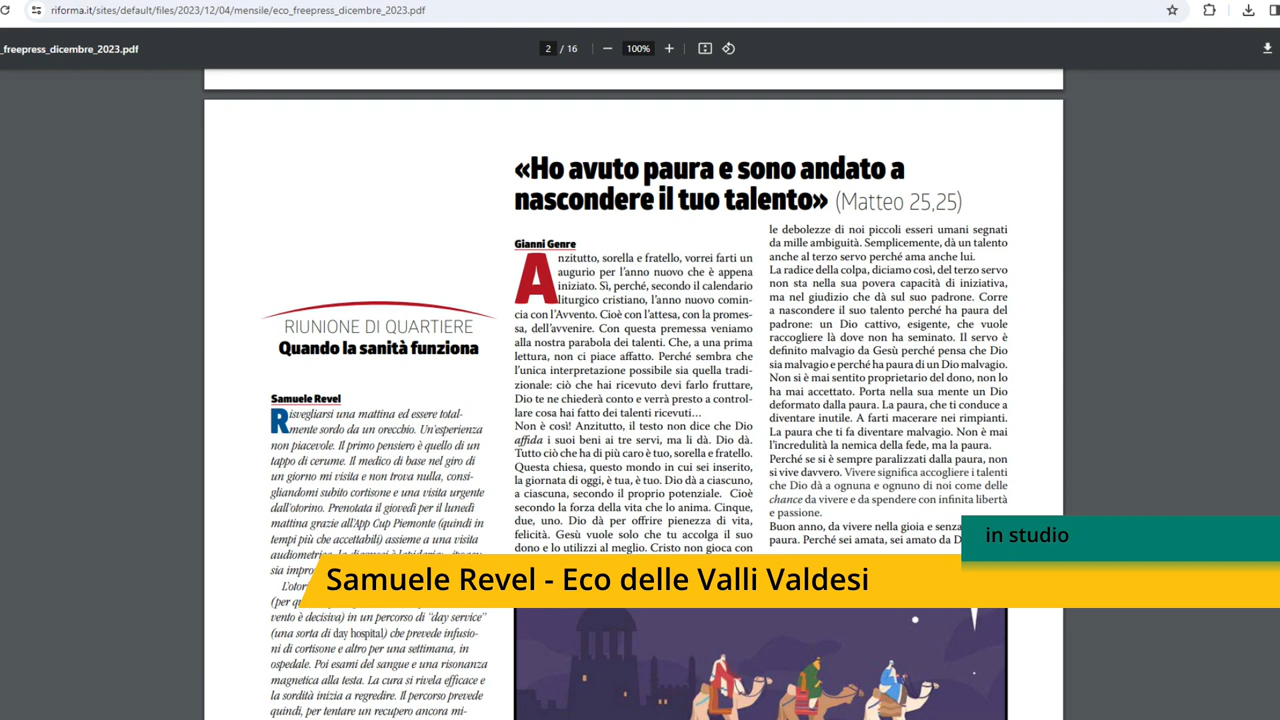 riforma.it/sites/default/files/2023/12/04/mensile/eco_freepress_dicembre_2023.pdf
_freepress_dicembre_2023.pdf
2 / 16
100%
«Ho avuto paura e sono andato a
nascondere il tuo talento» (Matteo 25,25)
RIUNIONE DI QUARTIERE
Quando la sanità funziona
Samuele Revel
Risvegliarsi una mattina ed essere total-
mente sordo da un orecchio. Un'esperienza
non piacevole. Il primo pensiero è quello di un
tappo di cerume. Il medico di base nel giro di
un giorno mi visita e non trova nulla, consi-
gliandomi subito cortisone e una visita urgente
dall'otorino. Prenotata il giovedì per il lunedì
mattina grazie all'App Cup Piemonte (quindi in
tempi più che accettabili) assieme a una visita
audiometrica, la diagnosi è lapidaria:
sia impro
L'otor
(per qu
vento è decisiva) in un percorso di "day service"
(una sorta di day hospital) che prevede infusio-
ni di cortisone e altro per una settimana, in
ospedale. Poi esami del sangue e una risonanza
magnetica alla testa. La cura si rivela efficace e
la sordità inizia a regredire. Il percorso prevede
quindi, per tentare un recupero ancora mi-
Gianni Genre
Anzitutto, sorella e fratello, vorrei farti un
augurio per l'anno nuovo che è appena
iniziato. Sì, perché, secondo il calendario
liturgico cristiano, l'anno nuovo comin-
cia con l'Avvento. Cioè con l'attesa, con la promes-
sa, dell'avvenire. Con questa premessa veniamo
alla nostra parabola dei talenti. Che, a una prima
lettura, non ci piace affatto. Perché sembra che
l'unica interpretazione possibile sia quella tradi-
zionale: ciò che hai ricevuto devi farlo fruttare,
Dio te ne chiederà conto e verrà presto a control-
lare cosa hai fatto dei talenti ricevuti…
Non è così! Anzitutto, il testo non dice che Dio
affida i suoi beni ai tre servi, ma li dà. Dio dà.
Tutto ciò che ha di più caro è tuo, sorella e fratello.
Questa chiesa, questo mondo in cui sei inserito,
la giornata di oggi, è tua, è tuo. Dio dà a ciascuno,
a ciascuna, secondo il proprio potenziale. Cioè
secondo la forza della vita che lo anima. Cinque,
due, uno. Dio dà per offrire pienezza di vita,
felicità. Gesù vuole solo che tu accolga il suo
dono e lo utilizzi al meglio. Cristo non gioca con
le debolezze di noi piccoli esseri umani segnati
da mille ambiguità. Semplicemente, dà un talento
anche al terzo servo perché ama anche lui.
La radice della colpa, diciamo così, del terzo servo
non sta nella sua povera capacità di iniziativa,
ma nel giudizio che dà sul suo padrone. Corre
a nascondere il suo talento perché ha paura del
padrone: un Dio cattivo, esigente, che vuole
raccogliere là dove non ha seminato. Il servo è
definito malvagio da Gesù perché pensa che Dio
sia malvagio e perché ha paura di un Dio malvagio.
Non si è mai sentito proprietario del dono, non lo
ha mai accettato. Porta nella sua mente un Dio
deformato dalla paura. La paura, che ti conduce a
diventare inutile. A farti macerare nei rimpianti.
La paura che ti fa diventare malvagio. Non è mai
l'incredulità la nemica della fede, ma la paura.
Perché se si è sempre paralizzati dalla paura, non
si vive davvero. Vivere significa accogliere i talenti
che Dio dà a ognuna e ognuno di noi come delle
chance da vivere e da spendere con infinita libertà
e passione.
Buon anno, da vivere nella gioia e senza
paura. Perché sei amata, sei amato da D
in studio
Samuele Revel - Eco delle Valli Valdesi